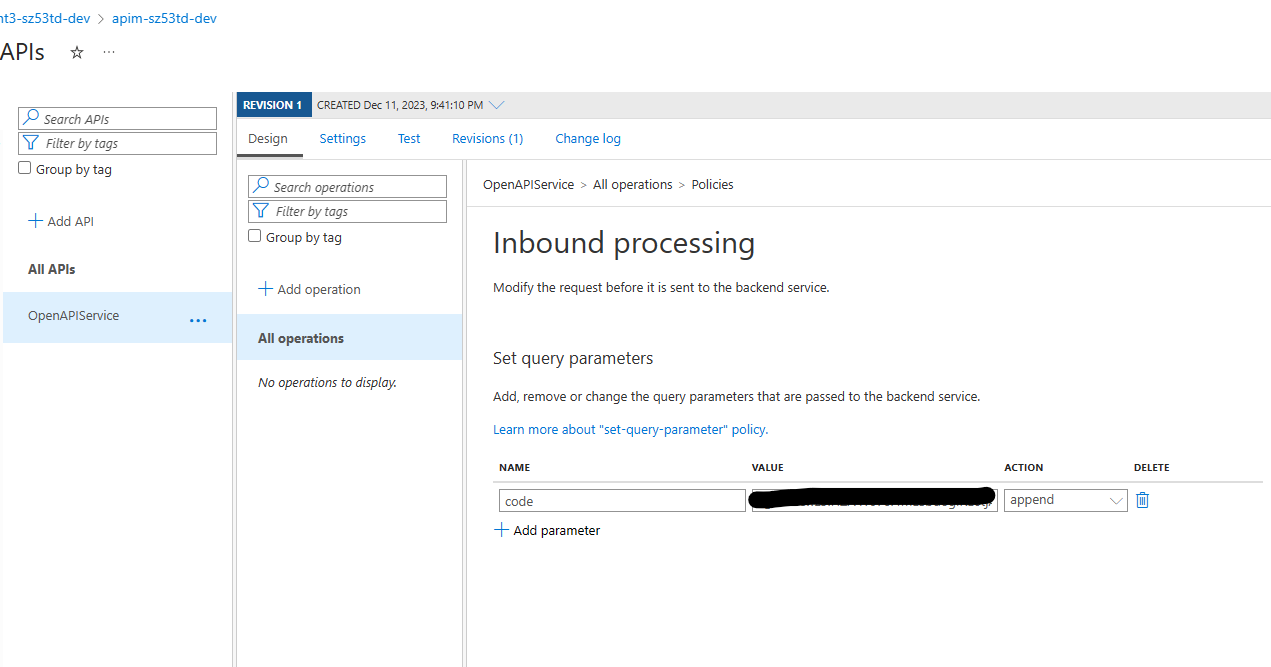 nt3-sz53td-dev > apim-sz53td-dev
APIs
REVISION 1 CREATED Dec 11, 2023, 9:41:10 PM
Search APIs
Filter by tags
Group by tag
Add API
All APIs
OpenAPIService
Design Settings Test Revisions (1) Change log
Search operations
Filter by tags
Group by tag
Add operation
All operations
No operations to display.
OpenAPIService > All operations > Policies
Inbound processing
Modify the request before it is sent to the backend service.
Set query parameters
Add, remove or change the query parameters that are passed to the backend service.
Learn more about "set-query-parameter" policy.
NAME VALUE ACTION DELETE
code append
Add parameter